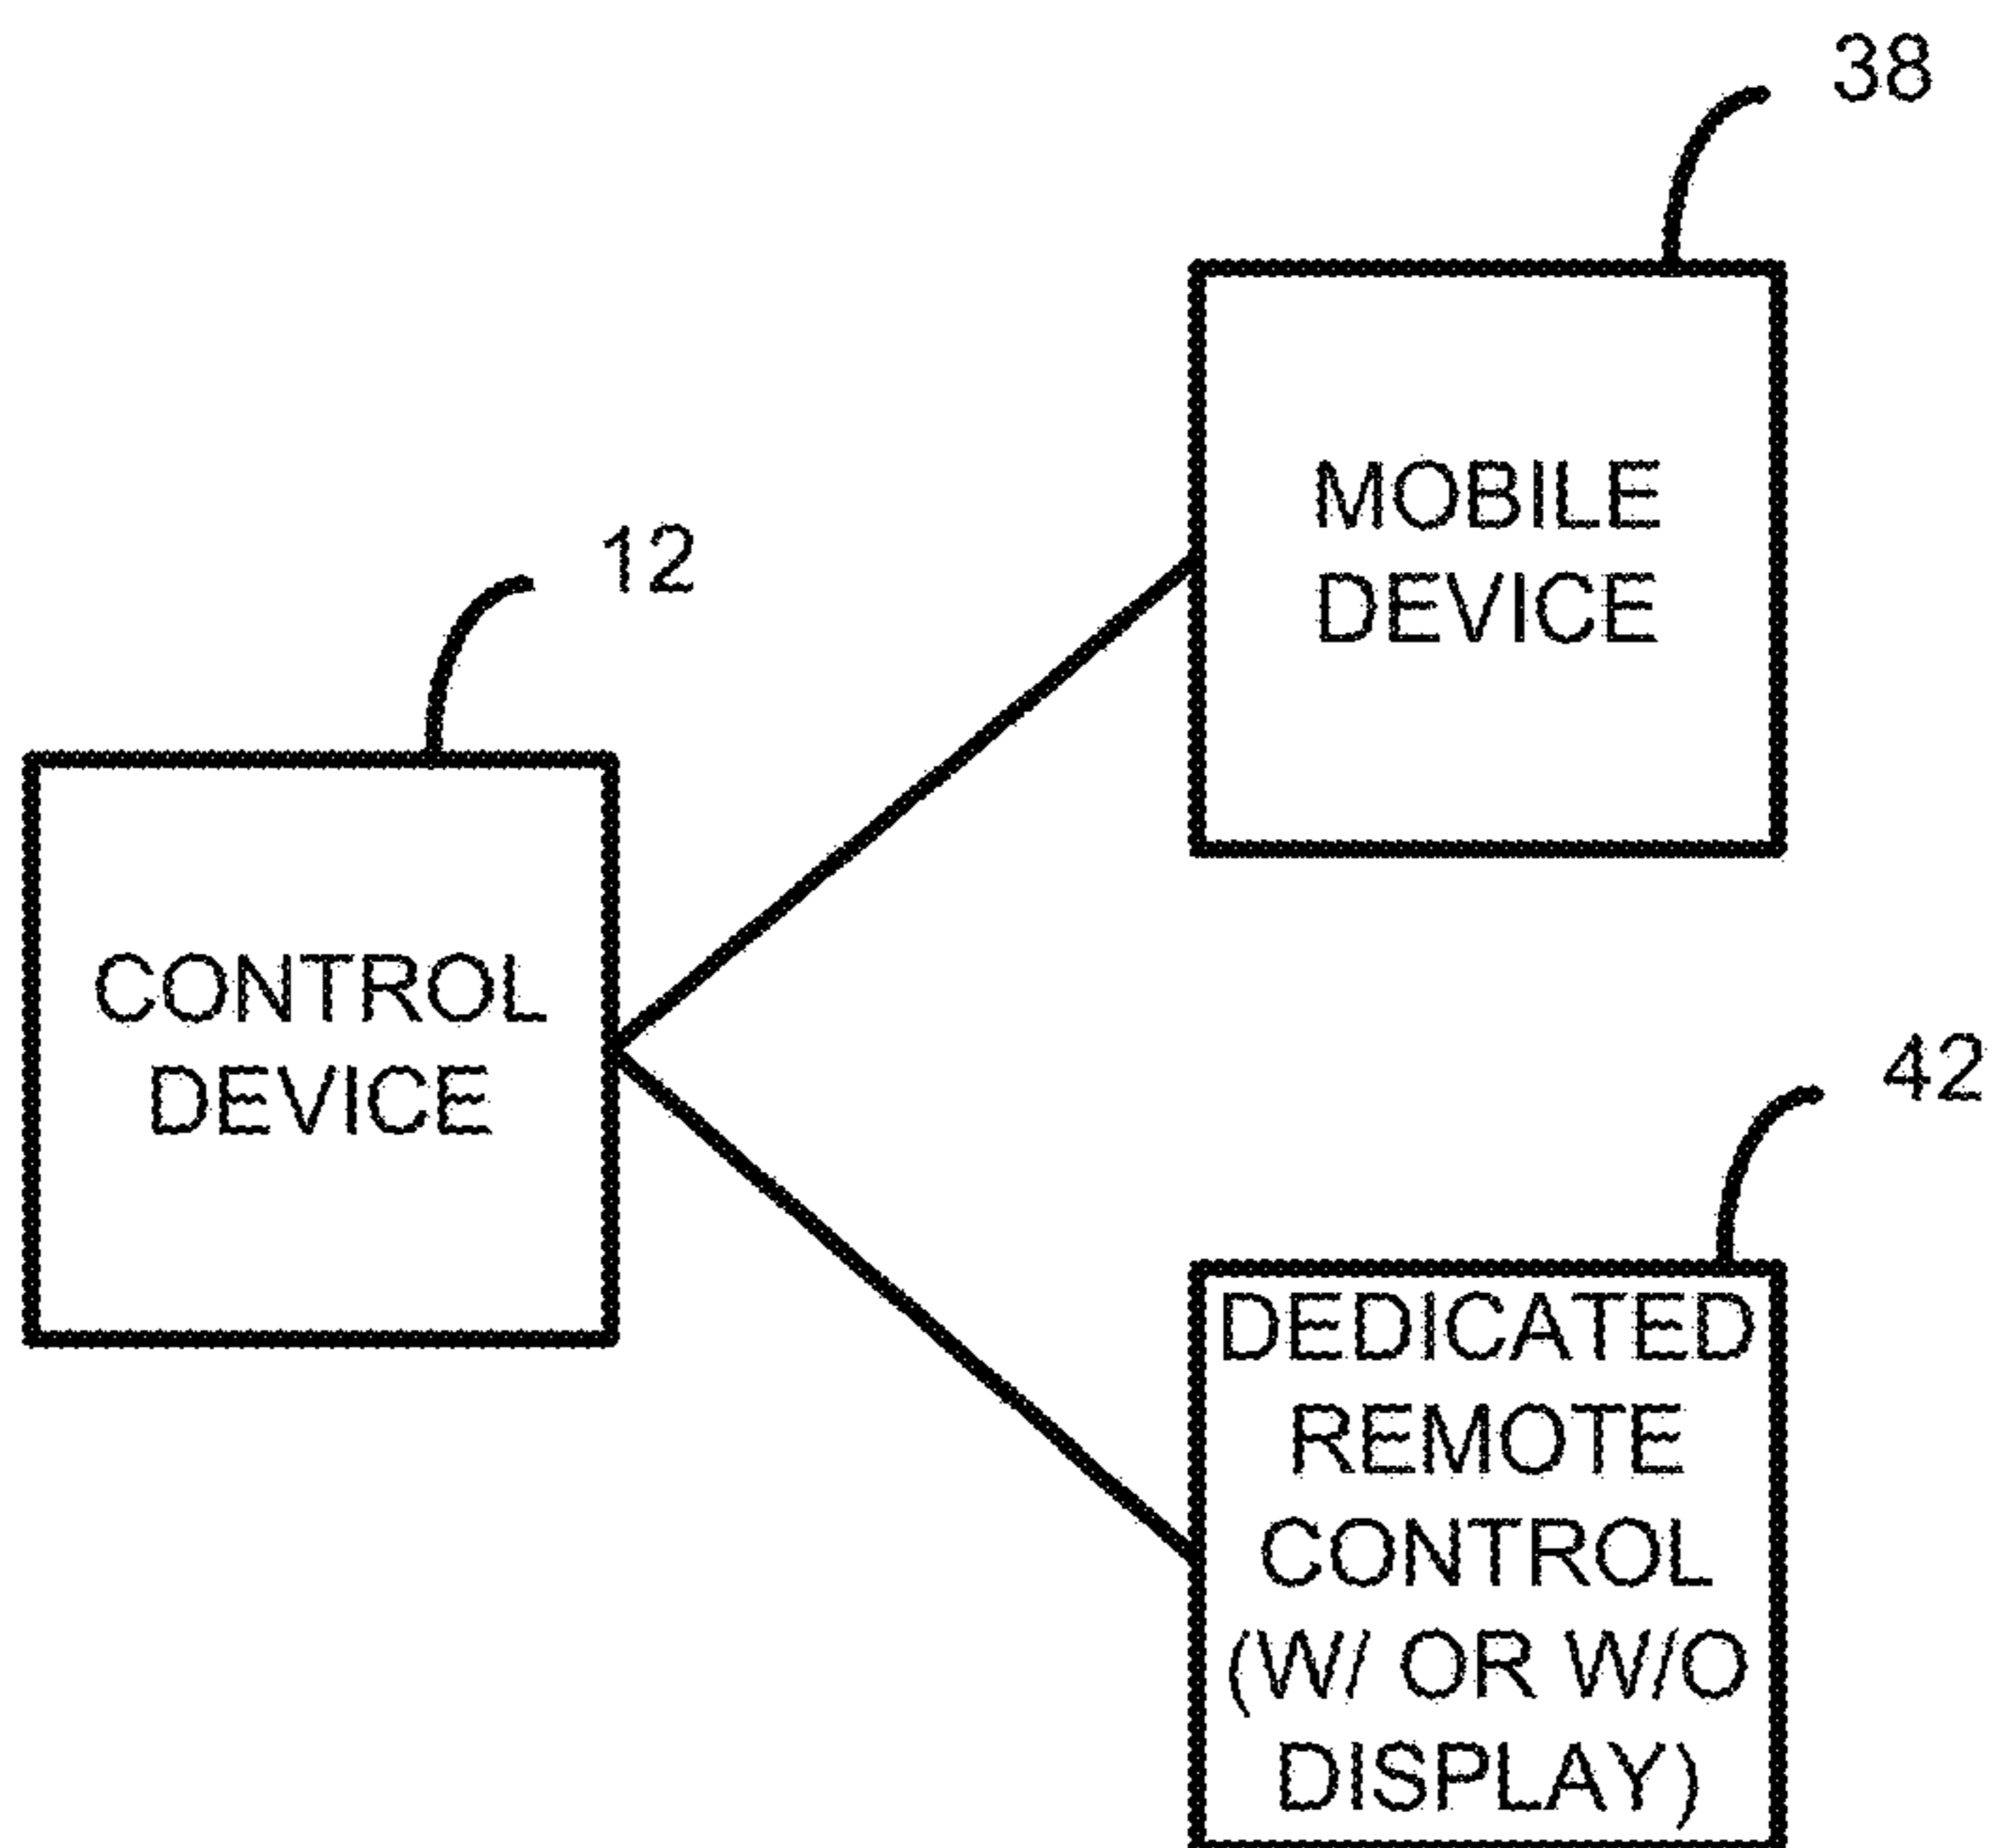 38
MOBILE
DEVICE
12
CONTROL
DEVICE
42
DEDICATED
REMOTE
CONTROL
(W/ OR W/O
DISPLAY)